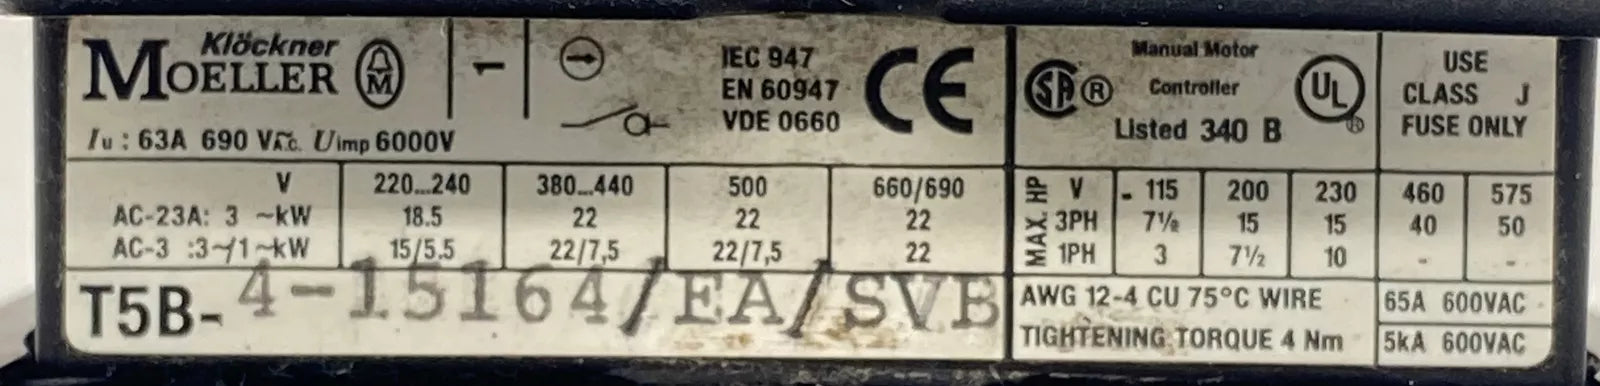 Klöckner
MOELLER
M
Iu : 63A 690 V A.C. Uimp 6000V
IEC 947
EN 60947
VDE 0660
CE
SA ®
Manual Motor
Controller
Listed 340 B
UL ®
USE
CLASS J
FUSE ONLY
V 220...240 380...440 500 660/690
AC-23A: 3 ~kW 18.5 22 22 22
AC-3 :3~/1~kW 15/5.5 22/7,5 22/7,5 22
MAX. HP
V - 115 200 230 460 575
3PH 7½ 15 15 40 50
1PH 3 7½ 10 - -
T5B- 4-15164/EA/SVB
AWG 12-4 CU 75°C WIRE 65A 600VAC
TIGHTENING TORQUE 4 Nm 5kA 600VAC